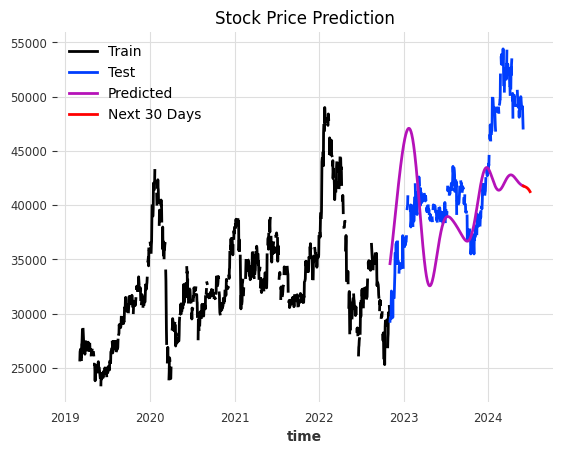 Stock Price Prediction
Train
Test
Predicted
Next 30 Days
55000
50000
45000
40000
35000
30000
25000
2019 2020 2021 2022 2023 2024
time